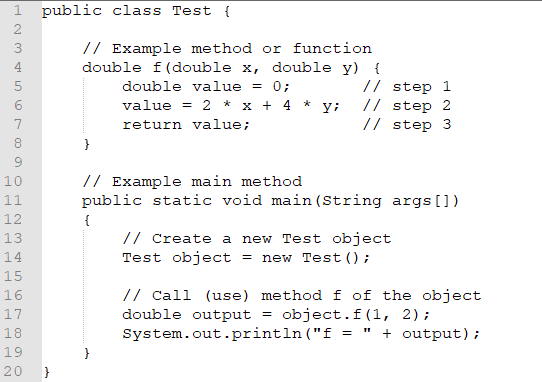 1 public class Test {
2
3     // Example method or function
4     double f(double x, double y) {
5         double value = 0;       // step 1
6         value = 2 * x + 4 * y;  // step 2
7         return value;           // step 3
8     }
9
10     // Example main method
11     public static void main(String args[])
12     {
13         // Create a new Test object
14         Test object = new Test();
15
16         // Call (use) method f of the object
17         double output = object.f(1, 2);
18         System.out.println("f = " + output);
19     }
20 }